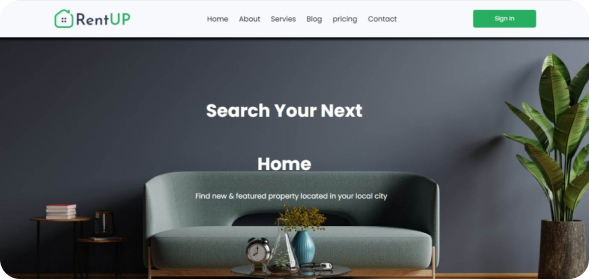 RentUP
Home About Servies Blog pricing Contact
Sign In
Search Your Next
Home
Find new & featured property located in your local city